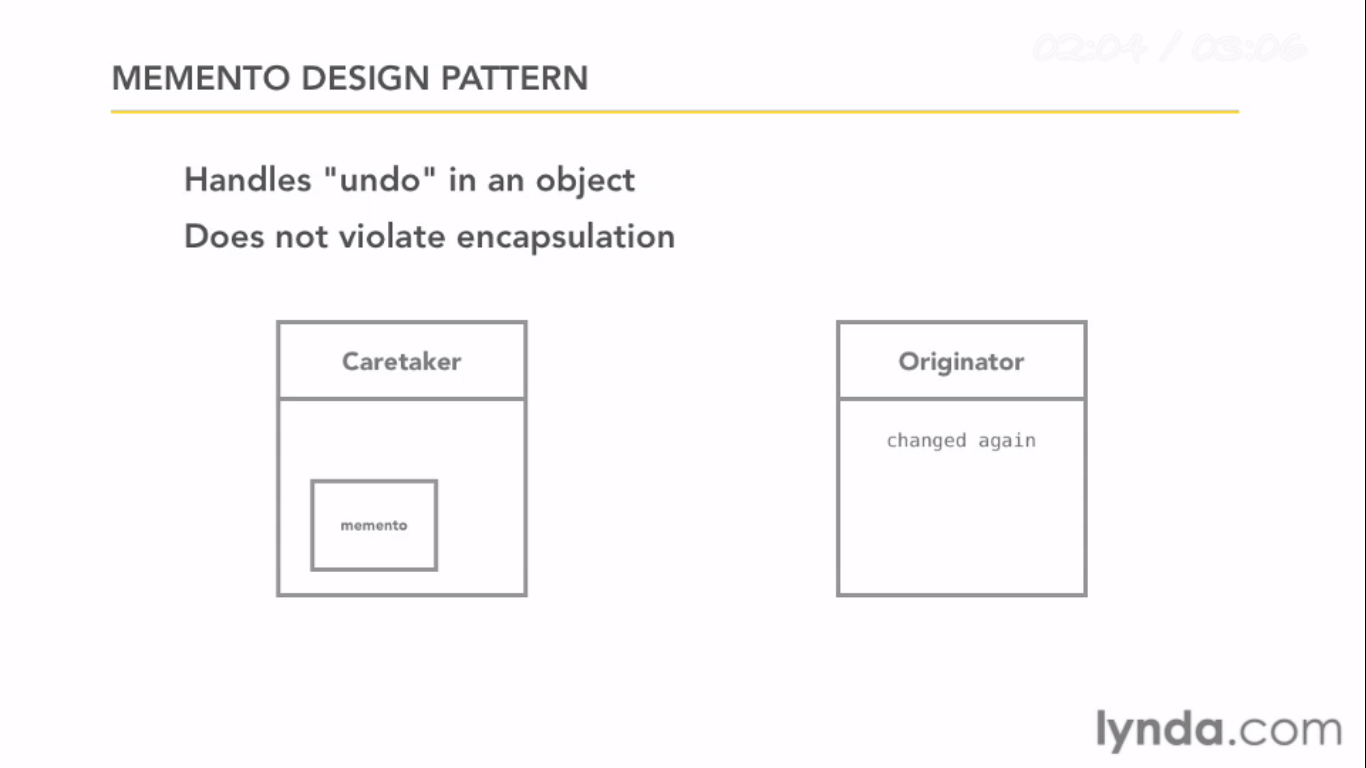 02:04 / 03:06
MEMENTO DESIGN PATTERN
Handles "undo" in an object
Does not violate encapsulation
Caretaker
Originator
changed again
memento
lynda.com